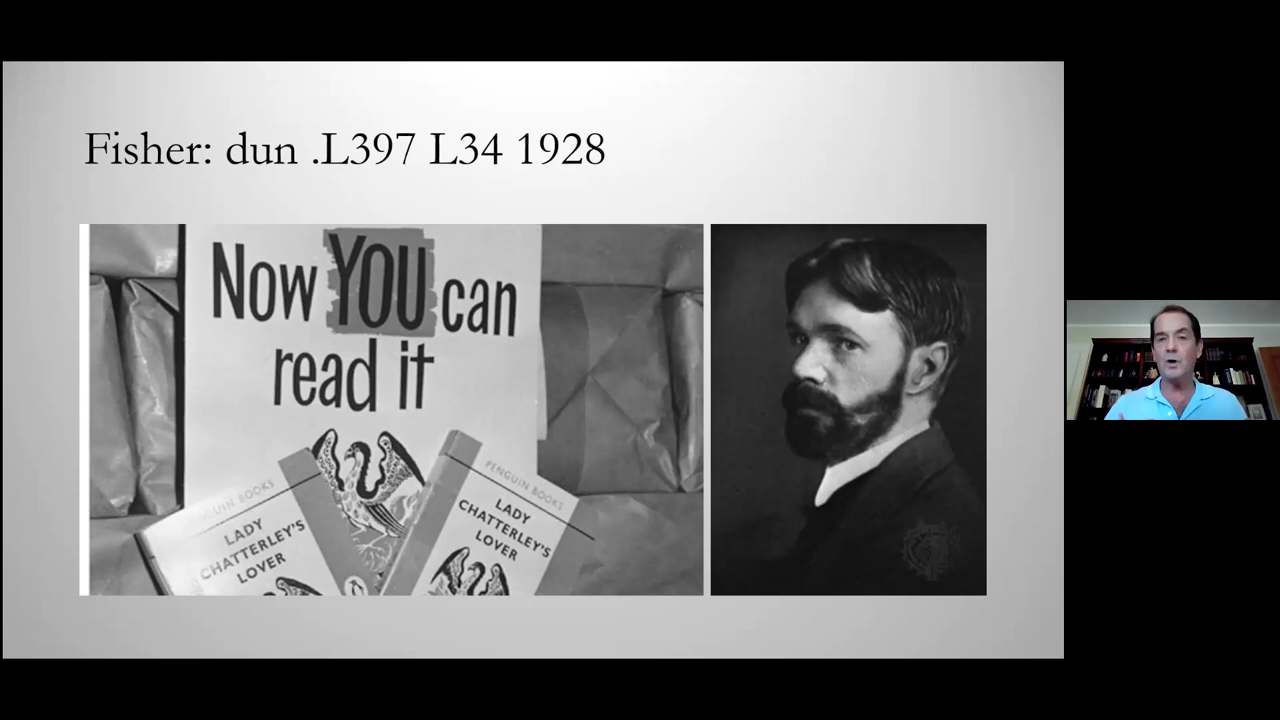 Fisher: dun .L397 L34 1928
Now YOU can
read it
PENGUIN BOOKS
LADY
CHATTERLEY'S
LOVER
PENGUIN BOOKS
LADY
CHATTERLEY'S
LOVER